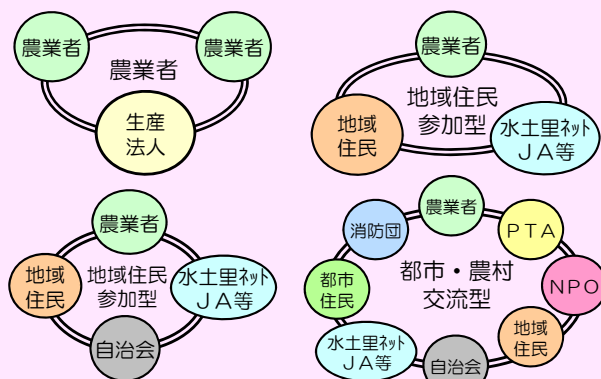 農業者
農業者
農業者
生産
法人
農業者
地域住民
参加型
地域
住民
水土里ネット
ＪＡ等
農業者
地域
住民
地域住民
参加型
水土里ネット
ＪＡ等
自治会
農業者
消防団
ＰＴＡ
都市
住民
都市・農村
交流型
ＮＰＯ
水土里ネット
ＪＡ等
地域
住民
自治会